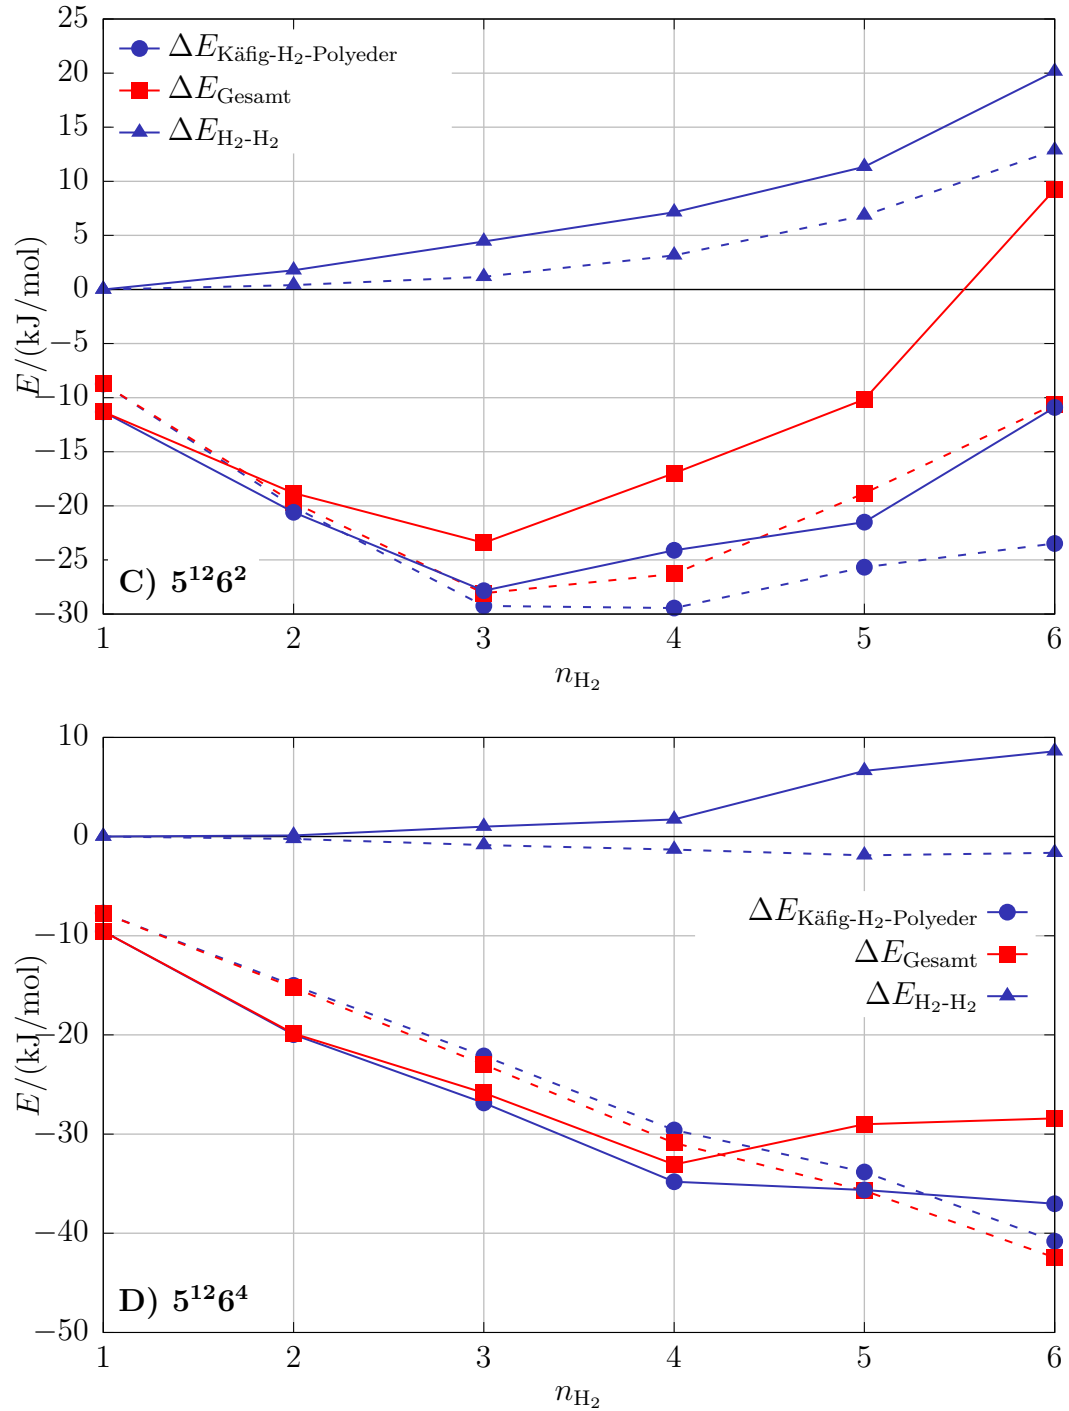 25
20
15
10
5
0
−5
−10
−15
−20
−25
−30
E/(kJ/mol)
ΔE_Käfig-H₂-Polyeder
ΔE_Gesamt
ΔE_H₂-H₂
C) 5¹²6²
1 2 3 4 5 6
n_H₂
10
0
−10
−20
−30
−40
−50
E/(kJ/mol)
ΔE_Käfig-H₂-Polyeder
ΔE_Gesamt
ΔE_H₂-H₂
D) 5¹²6⁴
1 2 3 4 5 6
n_H₂